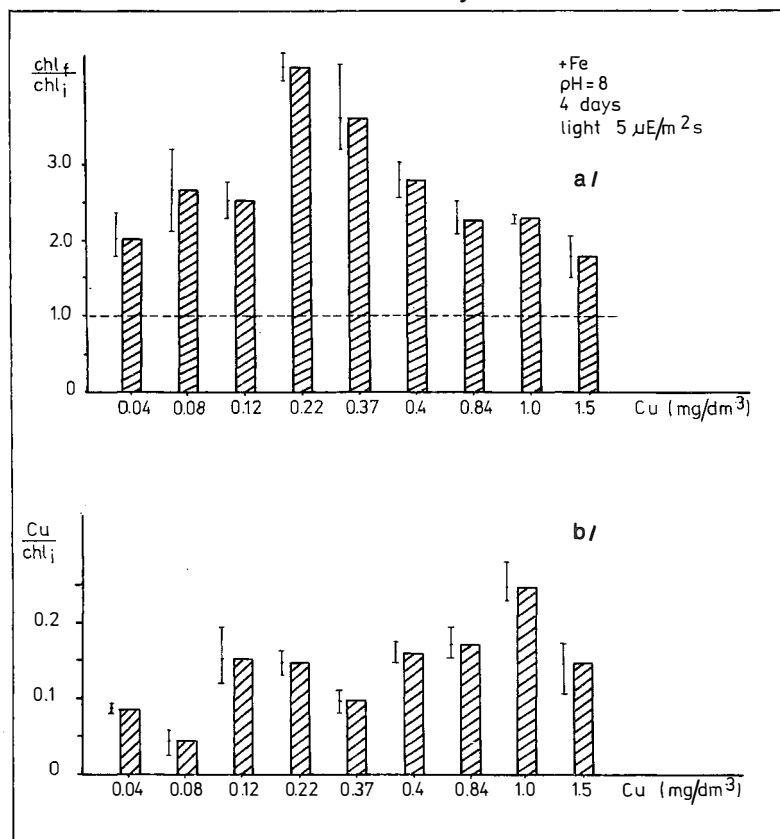 chl f
chl i
+Fe
pH=8
4 days
light 5 µE/m²s
a/
3.0
2.0
1.0
0
0.04 0.08 0.12 0.22 0.37 0.4 0.84 1.0 1.5 Cu (mg/dm³)
Cu
chl i
b/
0.2
0.1
0
0.04 0.08 0.12 0.22 0.37 0.4 0.84 1.0 1.5 Cu (mg/dm³)